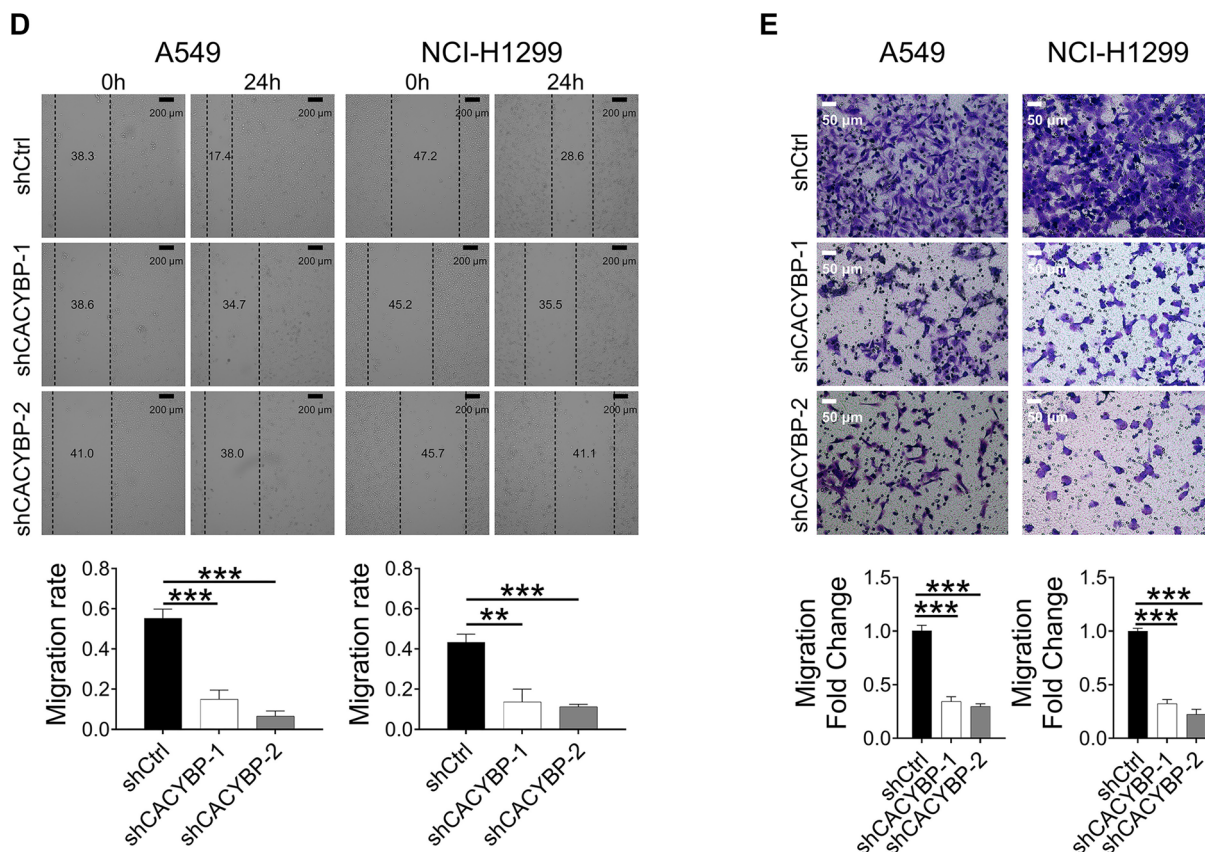 D
A549
NCI-H1299
0h
24h
0h
24h
shCtrl
200 µm
38.3
200 µm
17.4
200 µm
47.2
200 µm
28.6
shCACYBP-1
200 µm
38.6
200 µm
34.7
200 µm
45.2
200 µm
35.5
shCACYBP-2
200 µm
41.0
200 µm
38.0
200 µm
45.7
200 µm
41.1
Migration rate
0.8
0.6
0.4
0.2
0.0
***
***
shCtrl
shCACYBP-1
shCACYBP-2
Migration rate
0.8
0.6
0.4
0.2
0.0
***
**
shCtrl
shCACYBP-1
shCACYBP-2
E
A549
NCI-H1299
shCtrl
50 µm
50 µm
shCACYBP-1
50 µm
50 µm
shCACYBP-2
50 µm
50 µm
Migration
Fold Change
1.5
1.0
0.5
0.0
***
***
shCtrl
shCACYBP-1
shCACYBP-2
Migration
Fold Change
1.5
1.0
0.5
0.0
***
***
shCtrl
shCACYBP-1
shCACYBP-2